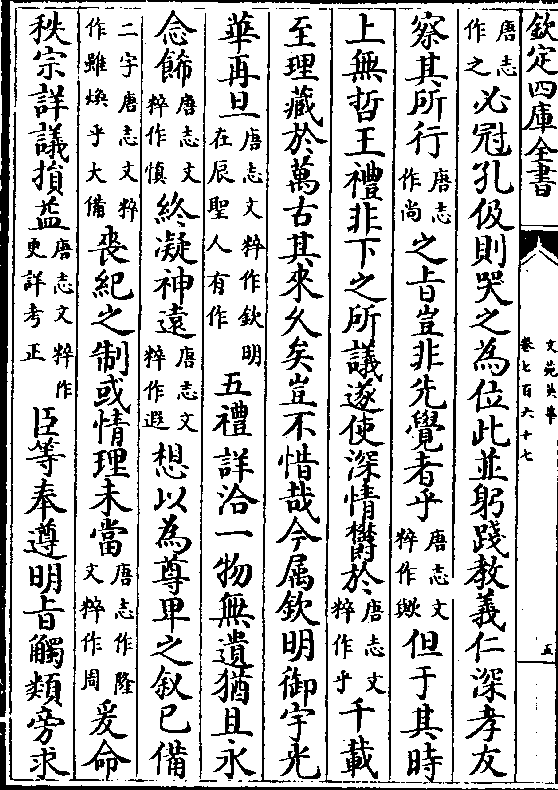 欽定四庫全書
文苑英華
卷七百六十七
五
唐志作之必冠孔伋則哭之為位此並躬踐教義仁深孝友
察其所行唐志作尚之旨豈非先覺者乎唐志文粹作歟但于其時
上無哲王禮非下之所議遂使深情鬱於唐志文粹作乎千載
至理藏於萬古其來久矣豈不惜哉今属欽明御宇光
華再旦唐志文粹作欽明在辰聖人有作五禮詳洽一物無遺猶且永
念飾唐志文粹作慎終凝神遠唐志文粹作遐想以為尊卑之叙已備
二字唐志文粹作雖煥乎大備喪紀之制或情理未當唐志作隆文粹作周爰命
秩宗詳議損益唐志文粹作更詳考正臣等奉遵明旨觸類旁求